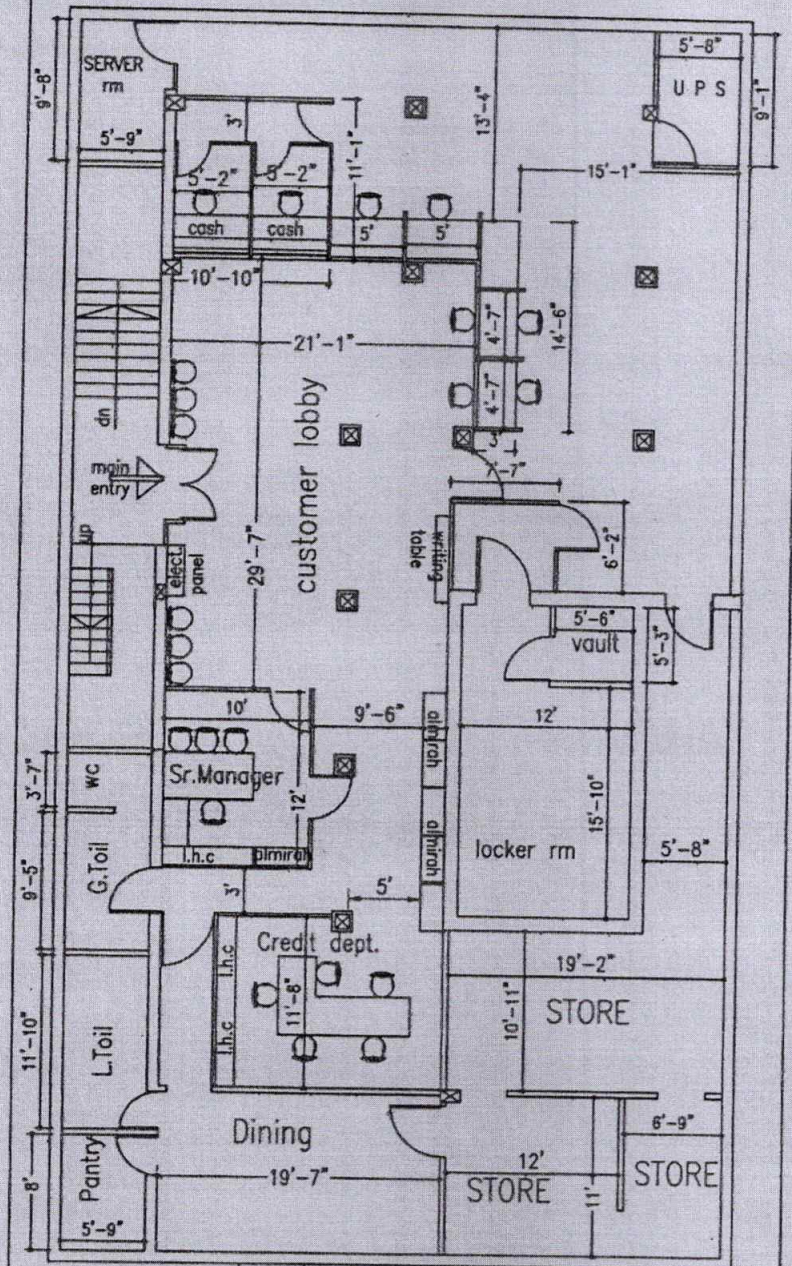 SERVER
rm
9'-8"
5'-9"
3'
11'-1"
13'-4"
5'-8"
U P S
9'-1"
15'-1"
5'-2"
5'-2"
cash
cash
5'
5'
10'-10"
4'-7"
4'-7"
14'-6"
21'-1"
customer lobby
29'-7"
dn
main
entry
up
elect.
panel
3'
7'-7"
writing
table
6'-2"
5'-6"
vault
5'-3"
10'
9'-6"
12'
almirah
almirah
15'-10"
locker rm
5'-8"
3'-7"
WC
Sr.Manager
12'
l.h.c
almirah
9'-5"
G.Toil
3'
5'
Credit dept.
l.h.c
l.h.c
11'-8"
19'-2"
10'-11"
STORE
11'-10"
L.Toil
Dining
19'-7"
12'
STORE
11'
6'-9"
STORE
8'
Pantry
5'-9"